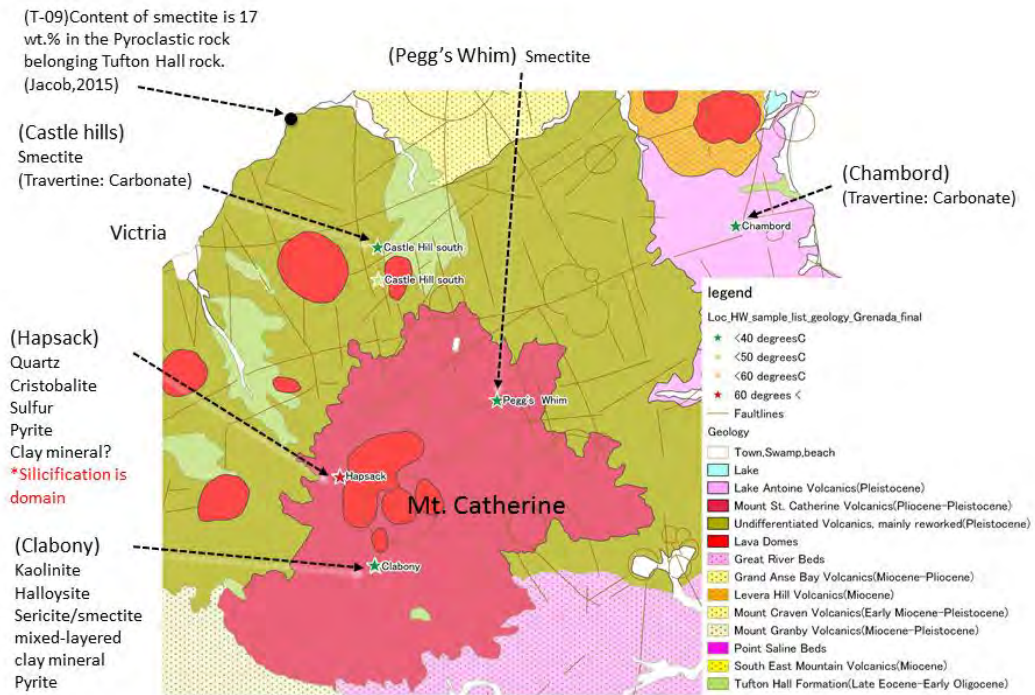 (T-09)Content of smectite is 17
wt.% in the Pyroclastic rock
belonging Tufton Hall rock.
(Jacob,2015)
(Pegg's Whim) Smectite
(Castle hills)
Smectite
(Travertine: Carbonate)
(Chambord)
(Travertine: Carbonate)
Victria
Chambord
Castle Hill south
Castle Hill south
(Hapsack)
Quartz
Cristobalite
Sulfur
Pyrite
Clay mineral?
*Silicification is
domain
Pegg's Whim
Hapsack
Mt. Catherine
(Clabony)
Kaolinite
Halloysite
Sericite/smectite
mixed-layered
clay mineral
Pyrite
Clabony
legend
Loc_HW_sample_list_geology_Grenada_final
<40 degreesC
<50 degreesC
<60 degreesC
60 degrees <
Faultlines
Geology
Town,Swamp,beach
Lake
Lake Antoine Volcanics(Pleistocene)
Mount St. Catherine Volcanics(Pliocene-Pleistocene)
Undifferentiated Volcanics, mainly reworked(Pleistocene)
Lava Domes
Great River Beds
Grand Anse Bay Volcanics(Miocene-Pliocene)
Levera Hill Volcanics(Miocene)
Mount Craven Volcanics(Early Miocene-Pleistocene)
Mount Granby Volcanics(Miocene-Pleistocene)
Point Saline Beds
South East Mountain Volcanics(Miocene)
Tufton Hall Formation(Late Eocene-Early Oligocene)